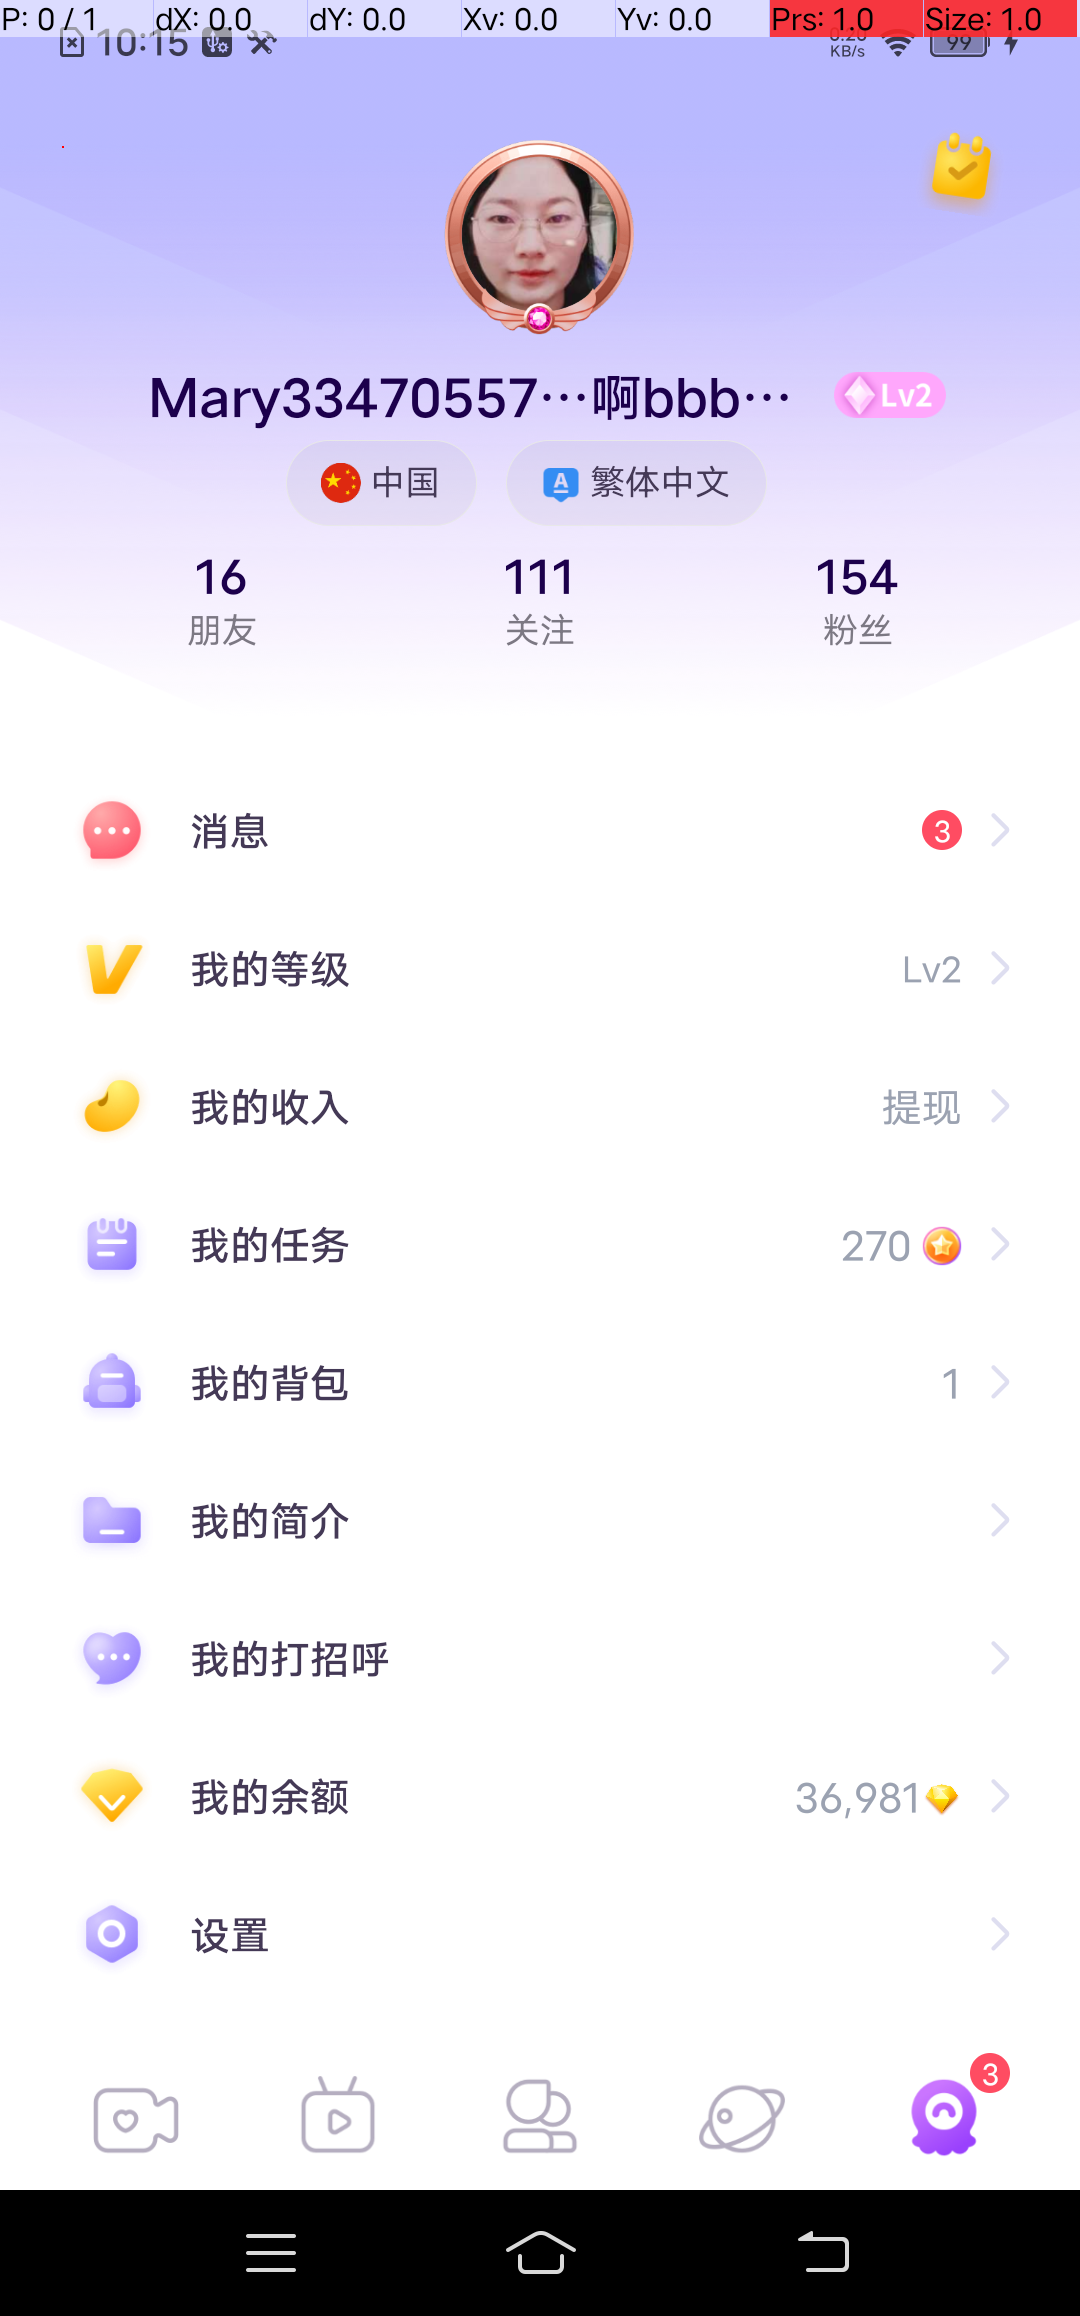 P: 0 / 1 dX: 0.0 dY: 0.0 Xv: 0.0 Yv: 0.0 Prs: 1.0 Size: 1.0
10:15 KB/s 99
Mary33470557···啊bbb··· Lv2
中国 A 繁体中文
16 111 154
朋友 关注 粉丝
消息 3
我的等级 Lv2
我的收入 提现
我的任务 270
我的背包 1
我的简介
我的打招呼
我的余额 36,981
设置
3